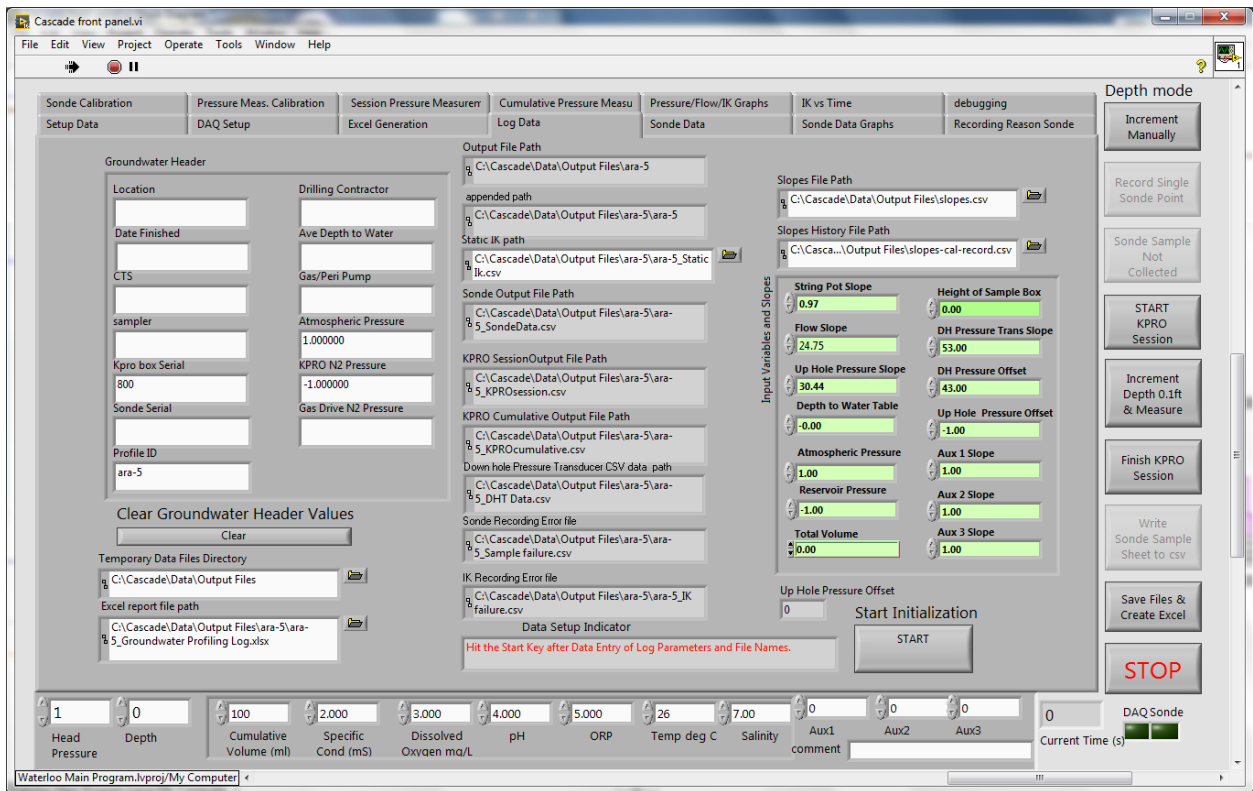 Cascade front panel.vi
File Edit View Project Operate Tools Window Help
1
Sonde Calibration
Pressure Meas. Calibration
Session Pressure Measurem
Cumulative Pressure Measu
Pressure/Flow/IK Graphs
IK vs Time
debugging
Setup Data
DAQ Setup
Excel Generation
Log Data
Sonde Data
Sonde Data Graphs
Recording Reason Sonde
Groundwater Header
Location
Drilling Contractor
Date Finished
Ave Depth to Water
CTS
Gas/Peri Pump
sampler
Atmospheric Pressure
1.000000
Kpro box Serial
KPRO N2 Pressure
800
-1.000000
Sonde Serial
Gas Drive N2 Pressure
Profile ID
ara-5
Clear Groundwater Header Values
Clear
Temporary Data Files Directory
C:\Cascade\Data\Output Files
Excel report file path
C:\Cascade\Data\Output Files\ara-5\ara-
5_Groundwater Profiling Log.xlsx
Output File Path
C:\Cascade\Data\Output Files\ara-5
appended path
C:\Cascade\Data\Output Files\ara-5\ara-5
Static IK path
C:\Cascade\Data\Output Files\ara-5\ara-5_Static
Ik.csv
Sonde Output File Path
C:\Cascade\Data\Output Files\ara-5\ara-
5_SondeData.csv
KPRO SessionOutput File Path
C:\Cascade\Data\Output Files\ara-5\ara-
5_KPROsession.csv
KPRO Cumulative Output File Path
C:\Cascade\Data\Output Files\ara-5\ara-
5_KPROcumulative.csv
Down hole Pressure Transducer CSV data path
C:\Cascade\Data\Output Files\ara-5\ara-
5_DHT Data.csv
Sonde Recording Error file
C:\Cascade\Data\Output Files\ara-5\ara-
5_Sample failure.csv
IK Recording Error file
C:\Cascade\Data\Output Files\ara-5\ara-5_IK
failure.csv
Data Setup Indicator
Hit the Start Key after Data Entry of Log Parameters and File Names.
Slopes File Path
C:\Cascade\Data\Output Files\slopes.csv
Slopes History File Path
C:\Casca...\Output Files\slopes-cal-record.csv
Input Variables and Slopes
String Pot Slope
0.97
Height of Sample Box
0.00
Flow Slope
24.75
DH Pressure Trans Slope
53.00
Up Hole Pressure Slope
30.44
DH Pressure Offset
43.00
Depth to Water Table
-0.00
Up Hole Pressure Offset
-1.00
Atmospheric Pressure
1.00
Aux 1 Slope
1.00
Reservoir Pressure
-1.00
Aux 2 Slope
1.00
Total Volume
0.00
Aux 3 Slope
1.00
Up Hole Pressure Offset
0
Start Initialization
START
Depth mode
Increment
Manually
Record Single
Sonde Point
Sonde Sample
Not
Collected
START
KPRO
Session
Increment
Depth 0.1ft
& Measure
Finish KPRO
Session
Write
Sonde Sample
Sheet to csv
Save Files &
Create Excel
STOP
1
Head
Pressure
0
Depth
100
Cumulative
Volume (ml)
2.000
Specific
Cond (mS)
3.000
Dissolved
Oxygen mg/L
4.000
pH
5.000
ORP
26
Temp deg C
7.00
Salinity
0
Aux1
0
Aux2
0
Aux3
comment
0
Current Time (s)
DAQ Sonde
Waterloo Main Program.lvproj/My Computer